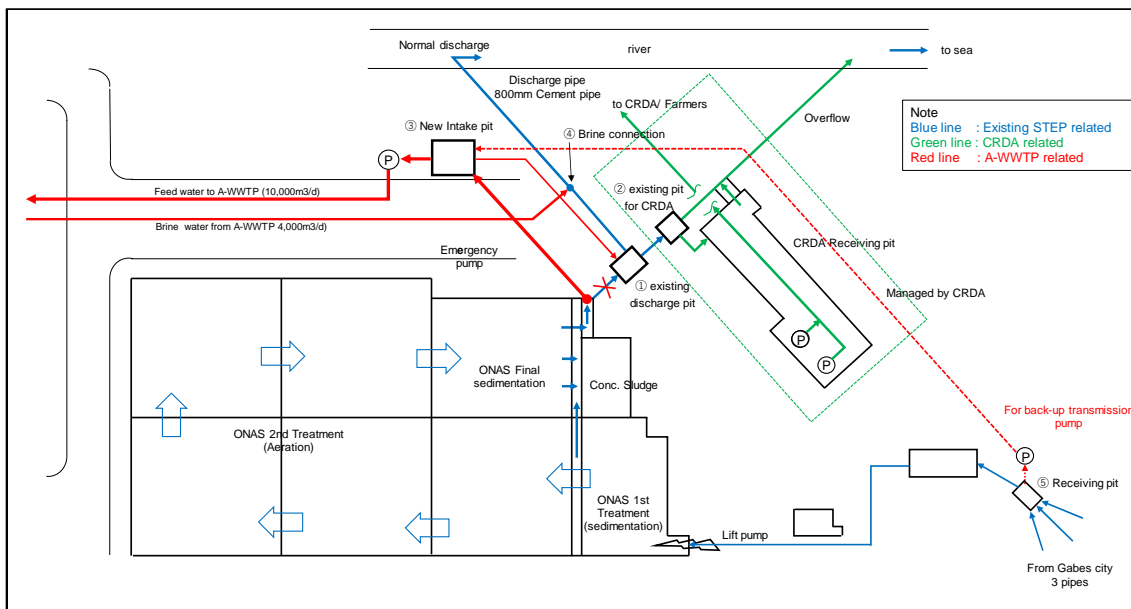 Normal discharge
river
to sea
Discharge pipe
800mm Cement pipe
to CRDA/ Farmers
Overflow
Note
Blue line : Existing STEP related
Green line : CRDA related
Red line : A-WWTP related
③ New Intake pit
④ Brine connection
P
② existing pit
for CRDA
Feed water to A-WWTP (10,000m3/d)
Brine water from A-WWTP 4,000m3/d)
CRDA Receiving pit
Emergency
pump
① existing
discharge pit
Managed by CRDA
P
P
ONAS Final
sedimentation
Conc. Sludge
For back-up transmission
pump
ONAS 2nd Treatment
(Aeration)
P
⑤ Receiving pit
ONAS 1st
Treatment
(sedimentation)
Lift pump
From Gabes city
3 pipes